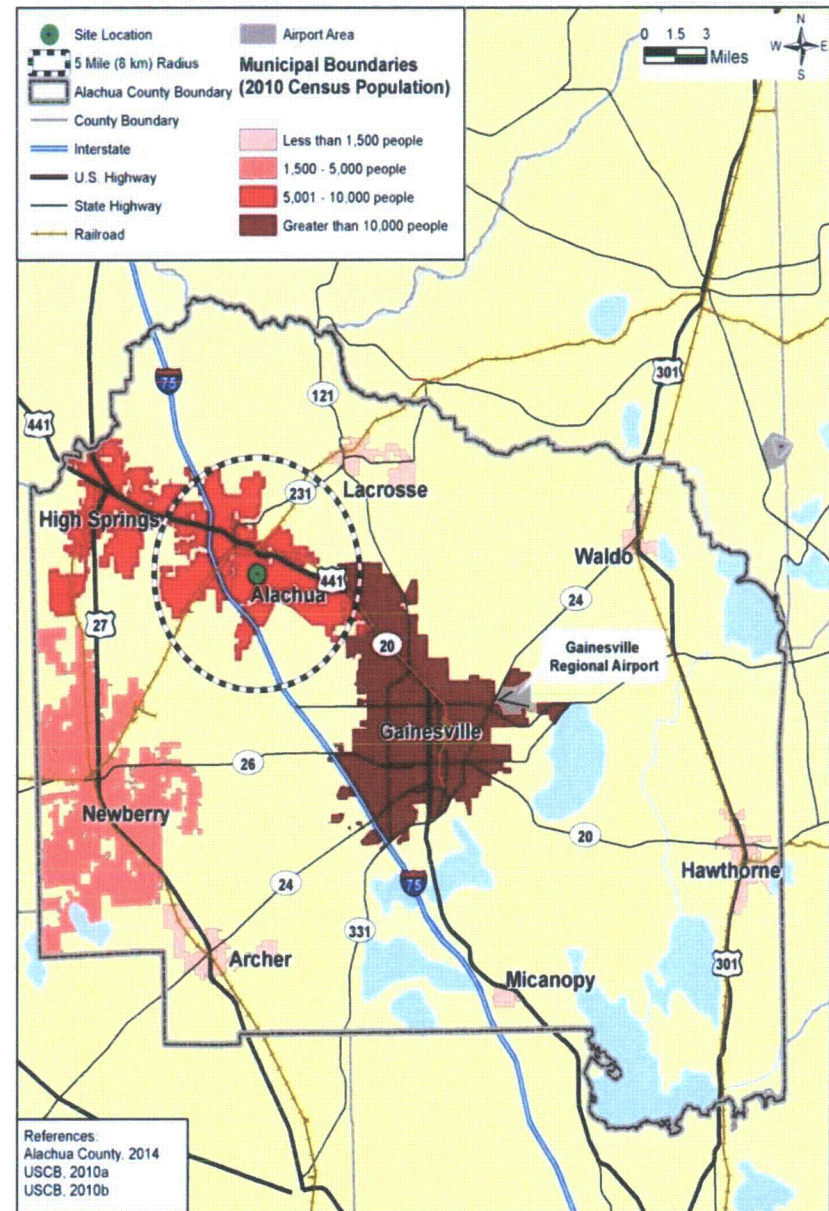 Site Location
5 Mile (8 km) Radius
Alachua County Boundary
County Boundary
Interstate
U.S. Highway
State Highway
Railroad
Airport Area
Municipal Boundaries
(2010 Census Population)
Less than 1,500 people
1,500 - 5,000 people
5,001 - 10,000 people
Greater than 10,000 people
0 1.5 3
Miles
N
W E
S
301
75
121
441
231
Lacrosse
High Springs
Waldo
Alachua
441
24
27
20
Gainesville
Regional Airport
Gainesville
26
Newberry
20
Hawthorne
24
75
331
Archer
301
Micanopy
References:
Alachua County, 2014
USCB, 2010a
USCB, 2010b